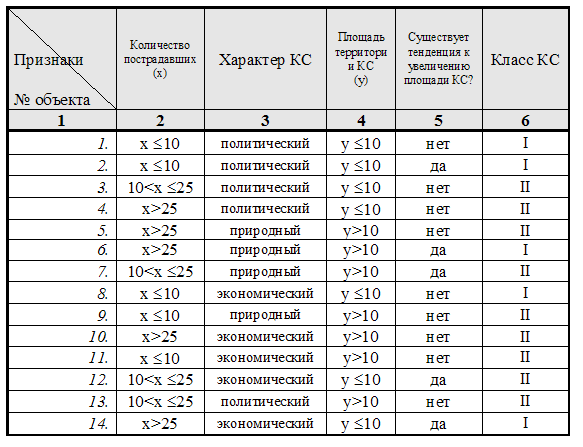 Признаки
№ объекта
Количество
пострадавших
(x)
Характер КС
Площадь
территори
и КС
(y)
Существует
тенденция к
увеличению
площади КС?
Класс КС
1 2 3 4 5 6
1. x ≤10 политический y ≤10 нет I
2. x ≤10 политический y ≤10 да I
3. 10<x ≤25 политический y ≤10 нет II
4. x>25 политический y ≤10 нет II
5. x>25 природный y>10 нет II
6. x>25 природный y>10 да I
7. 10<x ≤25 природный y>10 да II
8. x ≤10 экономический y ≤10 нет I
9. x ≤10 природный y>10 нет II
10. x>25 экономический y>10 нет II
11. x ≤10 экономический y>10 нет II
12. 10<x ≤25 экономический y ≤10 да II
13. 10<x ≤25 политический y>10 нет II
14. x>25 экономический y ≤10 да I